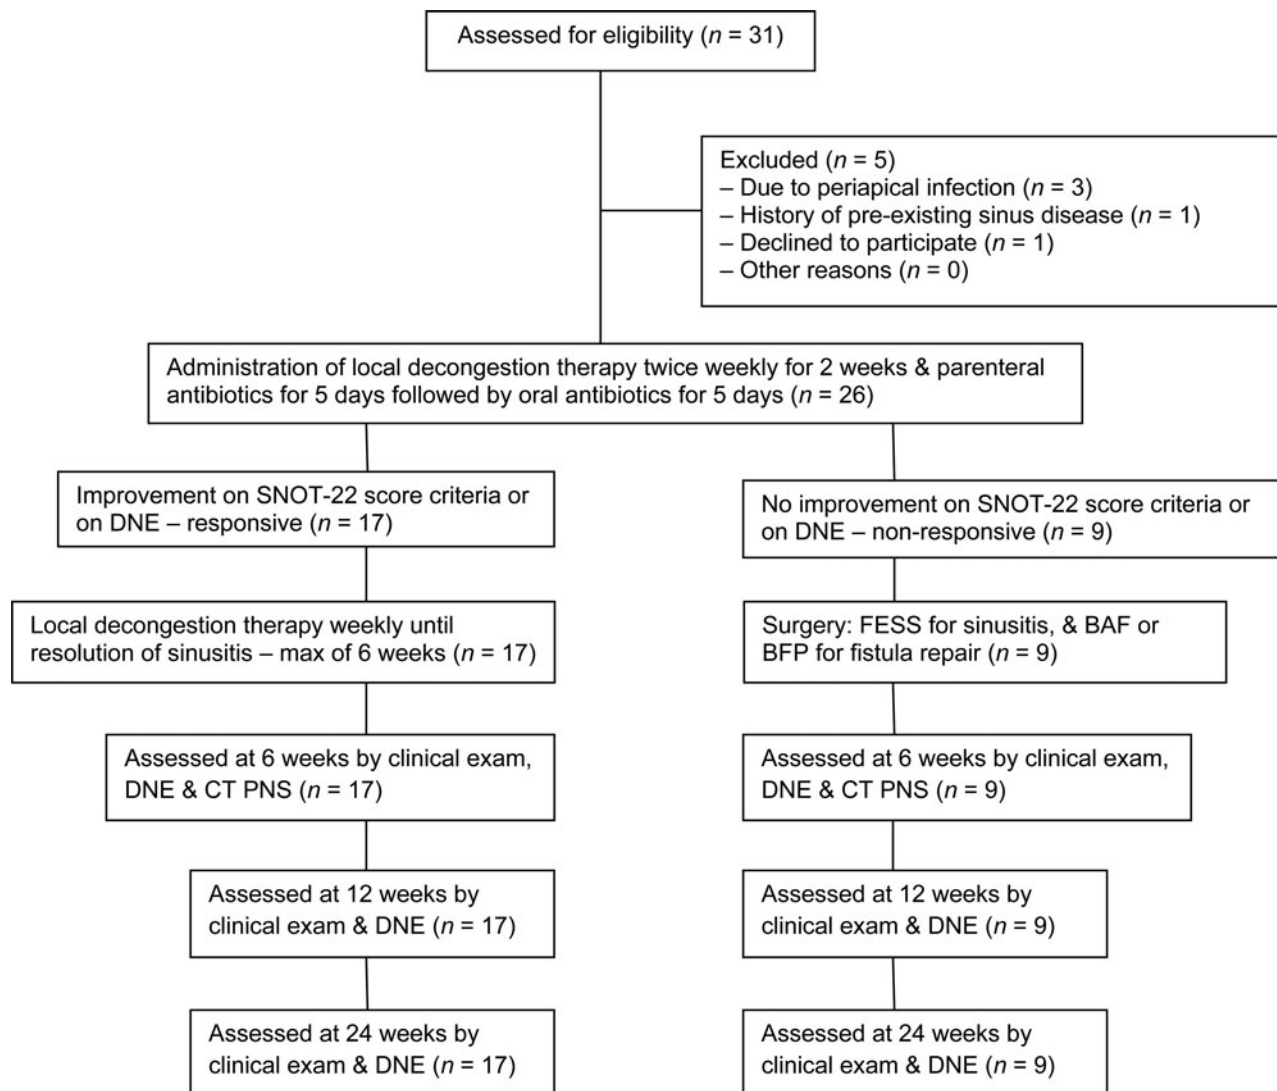 Assessed for eligibility (n = 31)
Excluded (n = 5)
– Due to periapical infection (n = 3)
– History of pre-existing sinus disease (n = 1)
– Declined to participate (n = 1)
– Other reasons (n = 0)
Administration of local decongestion therapy twice weekly for 2 weeks & parenteral
antibiotics for 5 days followed by oral antibiotics for 5 days (n = 26)
Improvement on SNOT-22 score criteria or
on DNE – responsive (n = 17)
No improvement on SNOT-22 score criteria or
on DNE – non-responsive (n = 9)
Local decongestion therapy weekly until
resolution of sinusitis – max of 6 weeks (n = 17)
Surgery: FESS for sinusitis, & BAF or
BFP for fistula repair (n = 9)
Assessed at 6 weeks by clinical exam,
DNE & CT PNS (n = 17)
Assessed at 6 weeks by clinical exam,
DNE & CT PNS (n = 9)
Assessed at 12 weeks by
clinical exam & DNE (n = 17)
Assessed at 12 weeks by
clinical exam & DNE (n = 9)
Assessed at 24 weeks by
clinical exam & DNE (n = 17)
Assessed at 24 weeks by
clinical exam & DNE (n = 9)